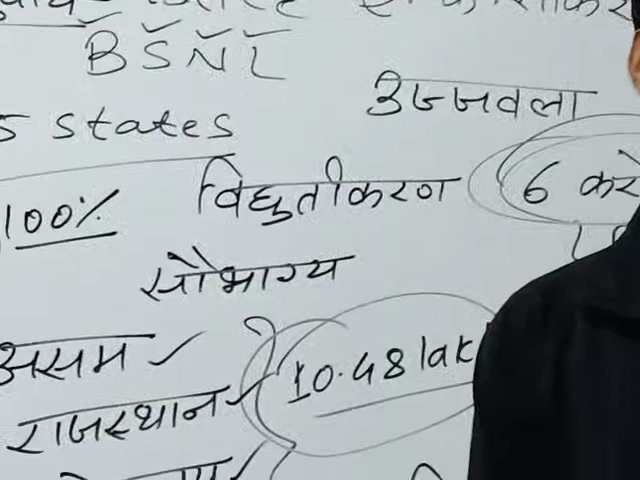 BSNL
उज्जवला
5 states
100% विद्युतीकरण 6 करो
सौभाग्य
असम
10.48 lak
राजस्थान